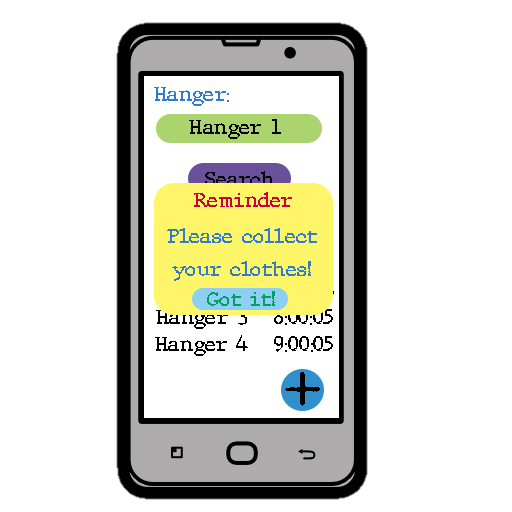 Hanger:
Hanger 1
Search
Reminder
Please collect
your clothes!
Got it!
Hanger 3 8:00:05
Hanger 4 9:00:05